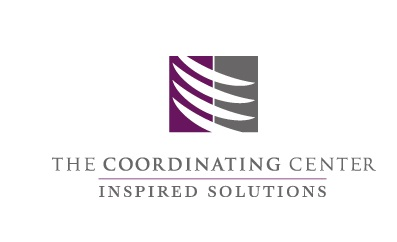 THE COORDINATING CENTER
INSPIRED SOLUTIONS